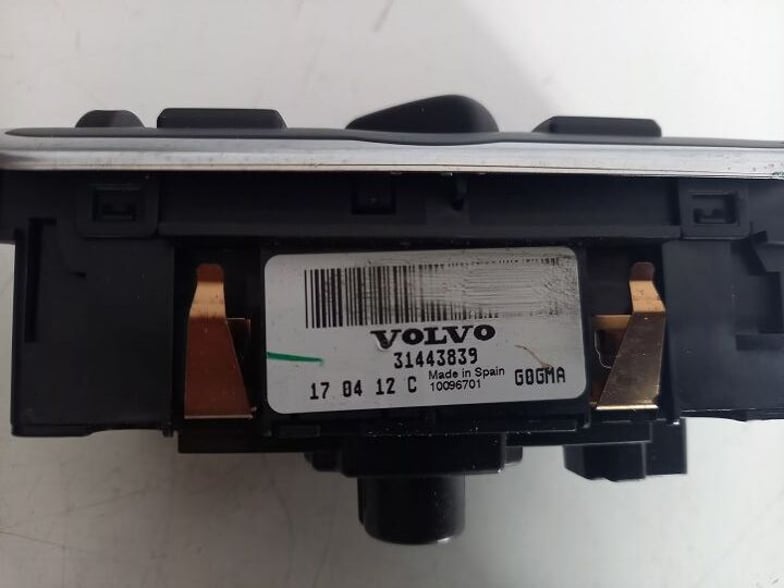 VOLVO
31443839
17 04 12 C Made in Spain G0GMA
10096701